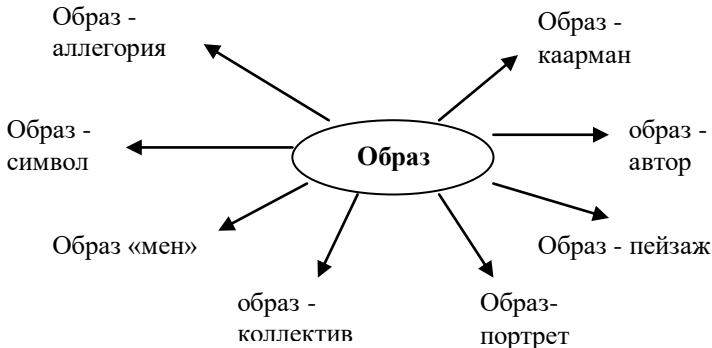 Образ -
аллегория
Образ -
каарман
Образ -
символ
Образ
образ -
автор
Образ «мен»
Образ - пейзаж
образ -
коллектив
Образ-
портрет